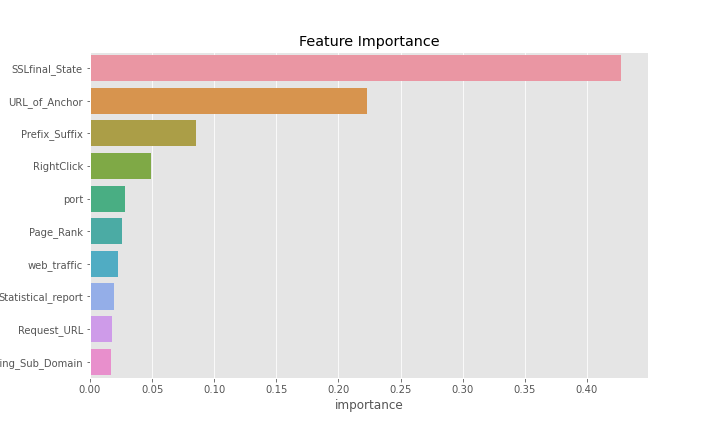 Feature Importance
SSLfinal_State
URL_of_Anchor
Prefix_Suffix
RightClick
port
Page_Rank
web_traffic
Statistical_report
Request_URL
ing_Sub_Domain
0.00 0.05 0.10 0.15 0.20 0.25 0.30 0.35 0.40
importance